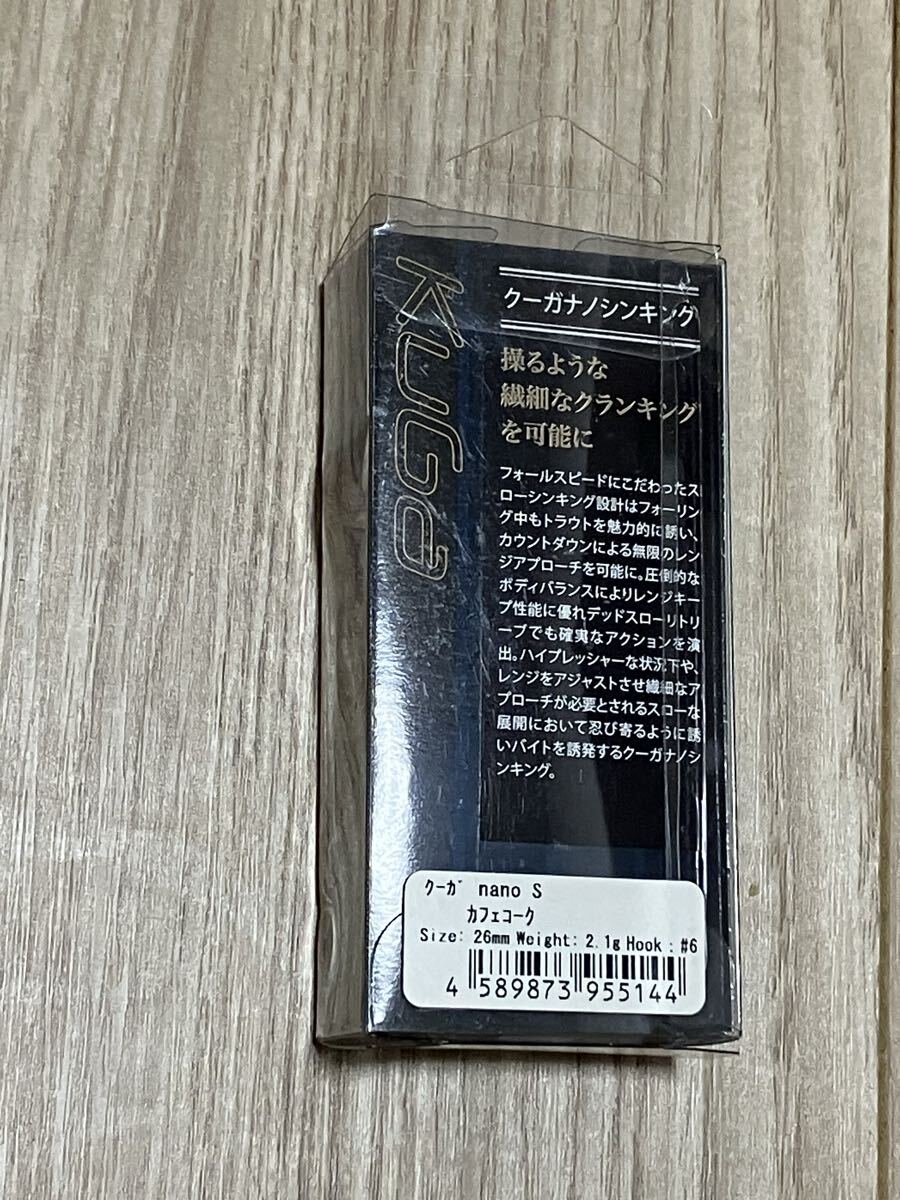 KUGa
クーガナノシンキング
操るような
繊細なクランキング
を可能に
フォールスピードにこだわったス
ローシンキング設計はフォーリン
グ中もトラウトを魅力的に誘い、
カウントダウンによる無限のレン
ジアプローチを可能に。圧倒的な
ボディバランスによりレンジキー
プ性能に優れデッドスローリトリ
ーブでも確実なアクションを演
出。ハイプレッシャーな状況下や、
レンジをアジャストさせ繊細なア
プローチが必要とされるスローな
展開において忍び寄るように誘
いバイトを誘発するクーガナノシ
ンキング。
ｸｰｶﾞ nano S
ｶﾌｪｺｰｸ
Size: 26mm Weight: 2.1g Hook : #6
4 589873 955144